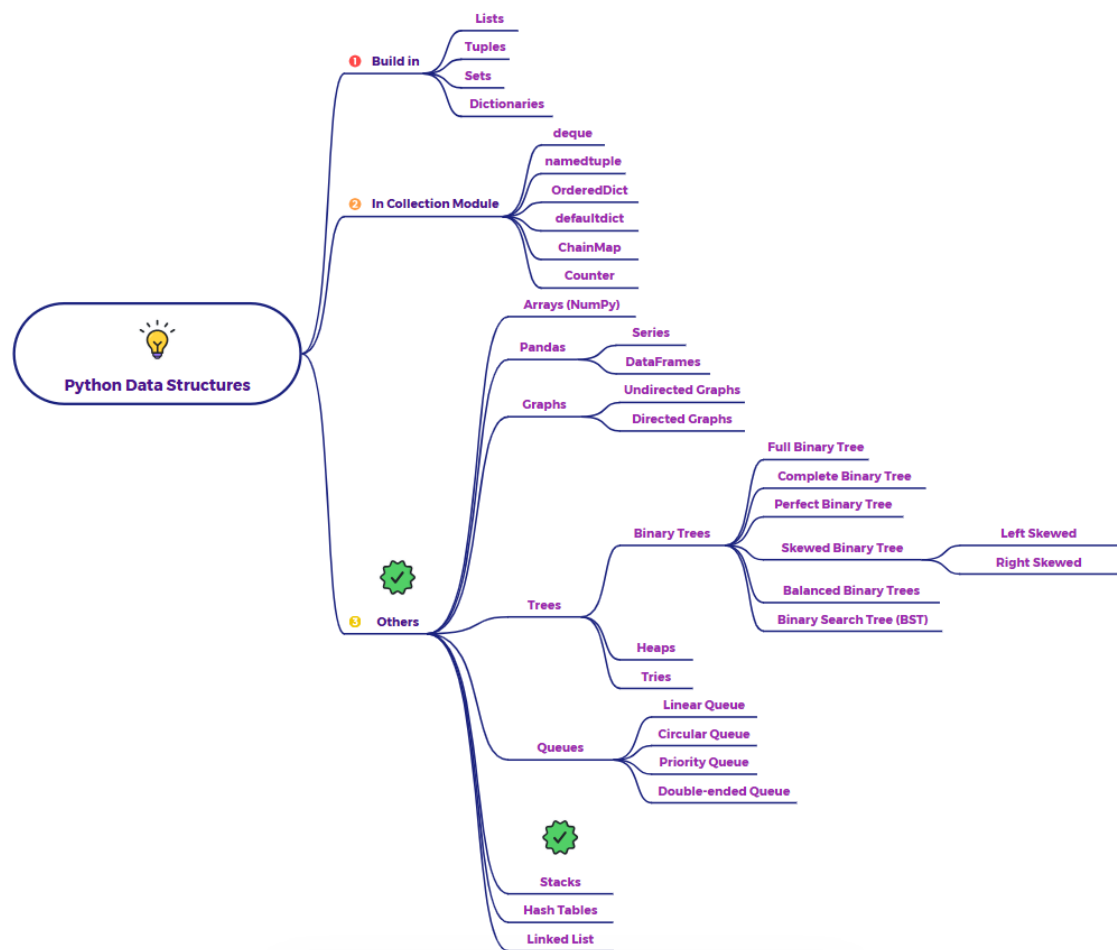 Python Data Structures
1 Build in
Lists
Tuples
Sets
Dictionaries
2 In Collection Module
deque
namedtuple
OrderedDict
defaultdict
ChainMap
Counter
3 Others
Arrays (NumPy)
Pandas
Series
DataFrames
Graphs
Undirected Graphs
Directed Graphs
Trees
Binary Trees
Full Binary Tree
Complete Binary Tree
Perfect Binary Tree
Skewed Binary Tree
Left Skewed
Right Skewed
Balanced Binary Trees
Binary Search Tree (BST)
Heaps
Tries
Queues
Linear Queue
Circular Queue
Priority Queue
Double-ended Queue
Stacks
Hash Tables
Linked List